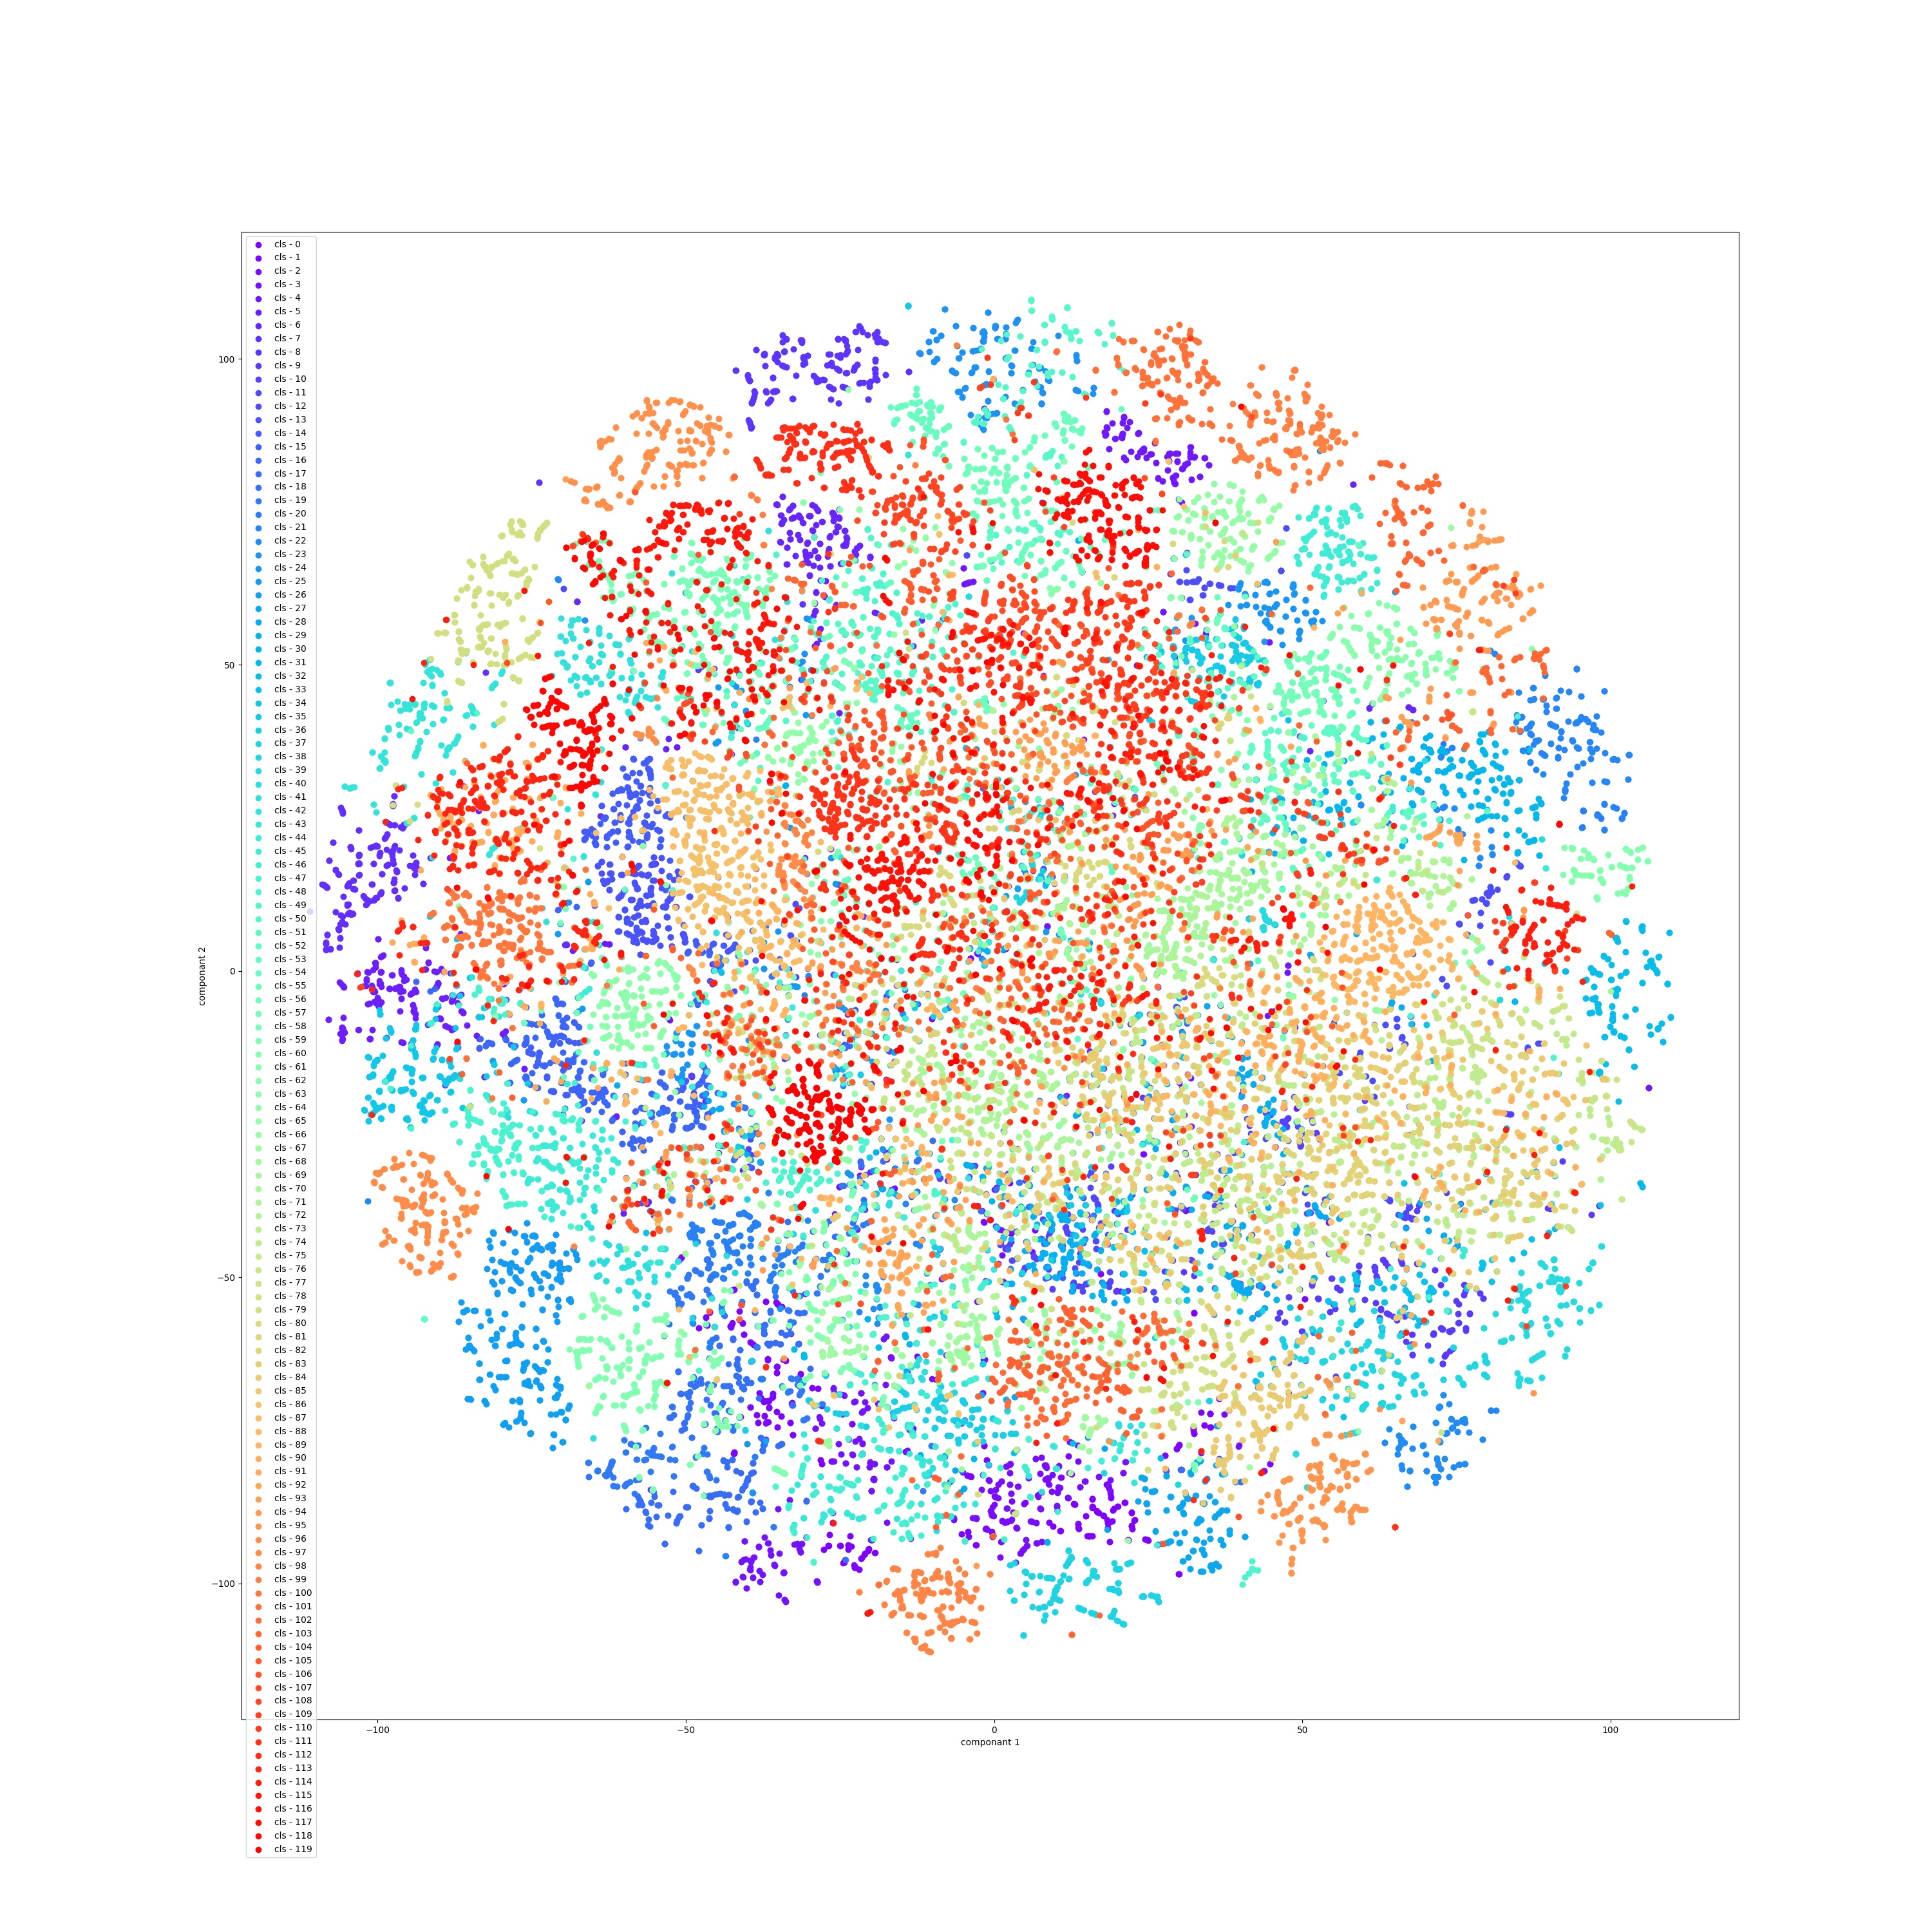 cls - 0
cls - 1
cls - 2
cls - 3
cls - 4
cls - 5
cls - 6
cls - 7
cls - 8
cls - 9
cls - 10
cls - 11
cls - 12
cls - 13
cls - 14
cls - 15
cls - 16
cls - 17
cls - 18
cls - 19
cls - 20
cls - 21
cls - 22
cls - 23
cls - 24
cls - 25
cls - 26
cls - 27
cls - 28
cls - 29
cls - 30
cls - 31
cls - 32
cls - 33
cls - 34
cls - 35
cls - 36
cls - 37
cls - 38
cls - 39
cls - 40
cls - 41
cls - 42
cls - 43
cls - 44
cls - 45
cls - 46
cls - 47
cls - 48
cls - 49
cls - 50
cls - 51
cls - 52
cls - 53
cls - 54
cls - 55
cls - 56
cls - 57
cls - 58
cls - 59
cls - 60
cls - 61
cls - 62
cls - 63
cls - 64
cls - 65
cls - 66
cls - 67
cls - 68
cls - 69
cls - 70
cls - 71
cls - 72
cls - 73
cls - 74
cls - 75
cls - 76
cls - 77
cls - 78
cls - 79
cls - 80
cls - 81
cls - 82
cls - 83
cls - 84
cls - 85
cls - 86
cls - 87
cls - 88
cls - 89
cls - 90
cls - 91
cls - 92
cls - 93
cls - 94
cls - 95
cls - 96
cls - 97
cls - 98
cls - 99
cls - 100
cls - 101
cls - 102
cls - 103
cls - 104
cls - 105
cls - 106
cls - 107
cls - 108
cls - 109
cls - 110
cls - 111
cls - 112
cls - 113
cls - 114
cls - 115
cls - 116
cls - 117
cls - 118
cls - 119
100
50
0
−50
−100
componant 2
−100
−50
0
50
100
componant 1